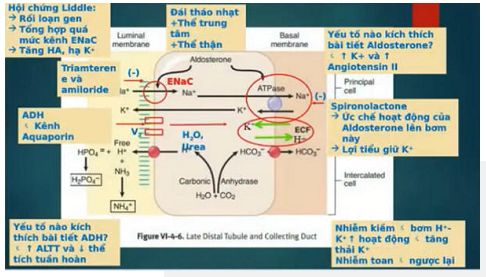 Hội chứng Liddle:
→ Rối loạn gen
→ Tổng hợp quá
mức kênh ENaC
→ Tăng HA, hạ K⁺
Luminal
membrane
Đái tháo nhạt
+Thể trung
tâm
+Thể thận
Basal
membrane
Yếu tố nào kích thích
bài tiết Aldosterone?
↑ K+ và ↑
Angiotensin II
Triamteren
e và
amiloride
(-)
ENaC
Na⁺
Aldosterone
ATPase
Na⁺
(-)
Principal
cell
K⁺
K⁺
K⁺
Spironolactone
→ Ức chế hoạt động của
Aldosterone lên bơm
này
→ Lợi tiểu giữ K⁺
ADH
Kênh
Aquaporin
V₂
H₂O,
Urea
ECF
H⁺
Free
HPO₄⁼ + H⁺
H⁺
HCO₃⁻
HCO₃⁻
H₂PO₄⁻
+
NH₃
NH₄⁺
Carbonic Anhydrase
H₂O + CO₂
Intercalated
cell
Yếu tố nào kích
thích bài tiết ADH?
↑ ALTT và ↓ thể
tích tuần hoàn
Figure VI-4-6. Late Distal Tubule and Collecting Duct
Nhiễm kiềm bơm H⁺-
K⁺↑ hoạt động tăng
thải K⁺
Nhiễm toan ngược lại